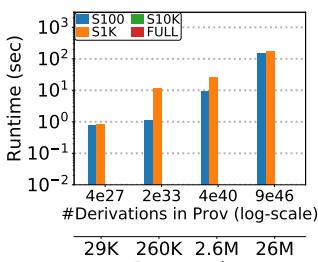 S100 S10K
S1K FULL
Runtime (sec)
10³
10²
10¹
10⁰
10⁻¹
10⁻²
4e27 2e33 4e40 9e46
#Derivations in Prov (log-scale)
29K 260K 2.6M 26M